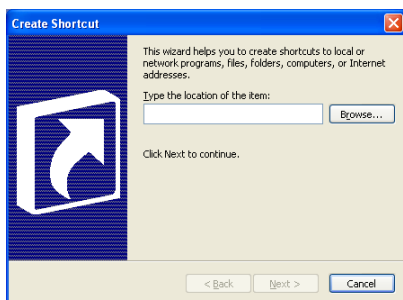 Create Shortcut
This wizard helps you to create shortcuts to local or
network programs, files, folders, computers, or Internet
addresses.
Type the location of the item:
Browse...
Click Next to continue.
< Back
Next >
Cancel